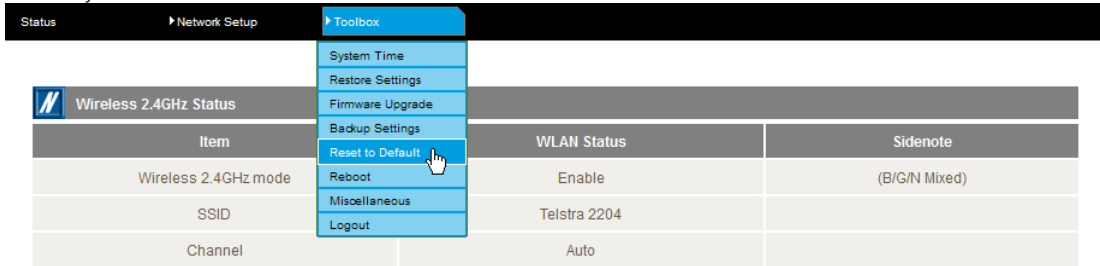 Status Network Setup Toolbox
System Time
Restore Settings
Wireless 2.4GHz Status Firmware Upgrade
Backup Settings
Item Reset to Default WLAN Status Sidenote
Wireless 2.4GHz mode Reboot Enable (B/G/N Mixed)
Miscellaneous
SSID Telstra 2204
Logout
Channel Auto